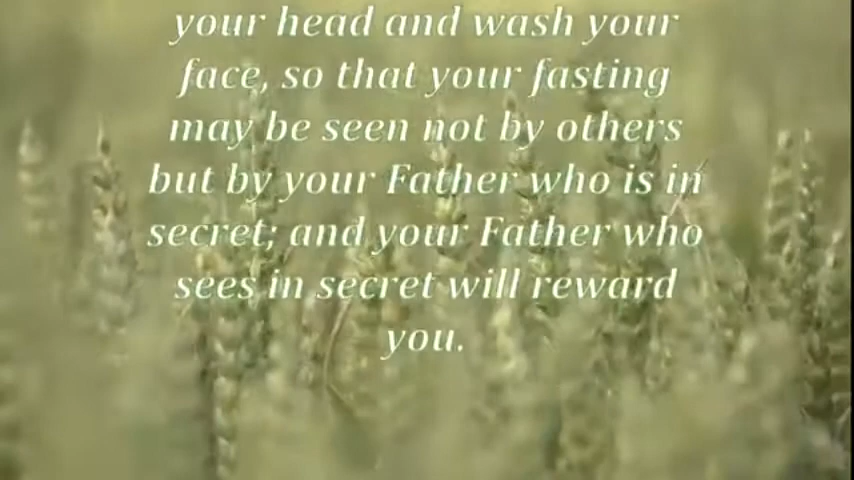 your head and wash your
face, so that your fasting
may be seen not by others
but by your Father who is in
secret; and your Father who
sees in secret will reward
you.